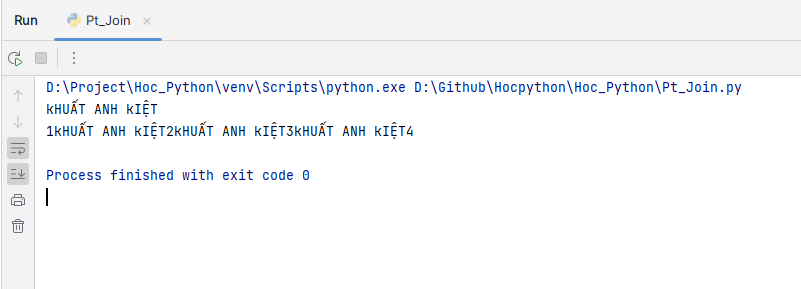 Run Pt_Join
D:\Project\Hoc_Python\venv\Scripts\python.exe D:\Github\Hocpython\Hoc_Python\Pt_Join.py
kHUẤT ANH kIỆT
1kHUẤT ANH kIỆT2kHUẤT ANH kIỆT3kHUẤT ANH kIỆT4
Process finished with exit code 0